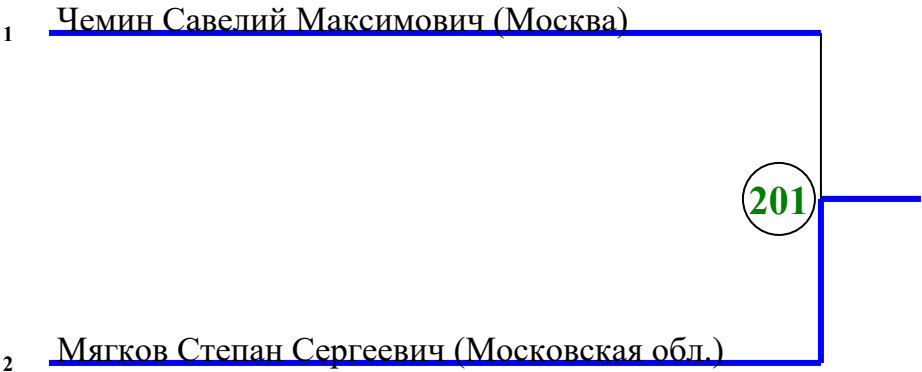 1 Чемин Савелий Максимович (Москва)
201
2 Мягков Степан Сергеевич (Московская обл.)